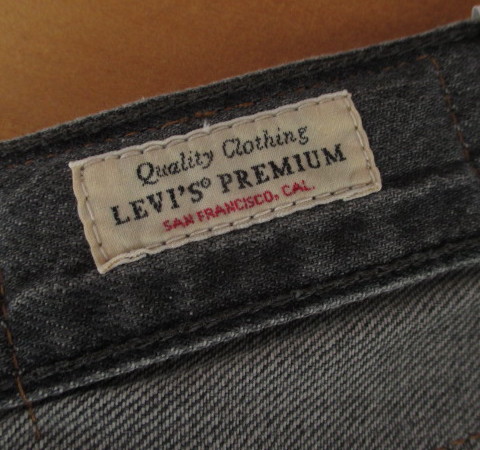 Quality Clothing
LEVI'S® PREMIUM
SAN FRANCISCO, CAL.